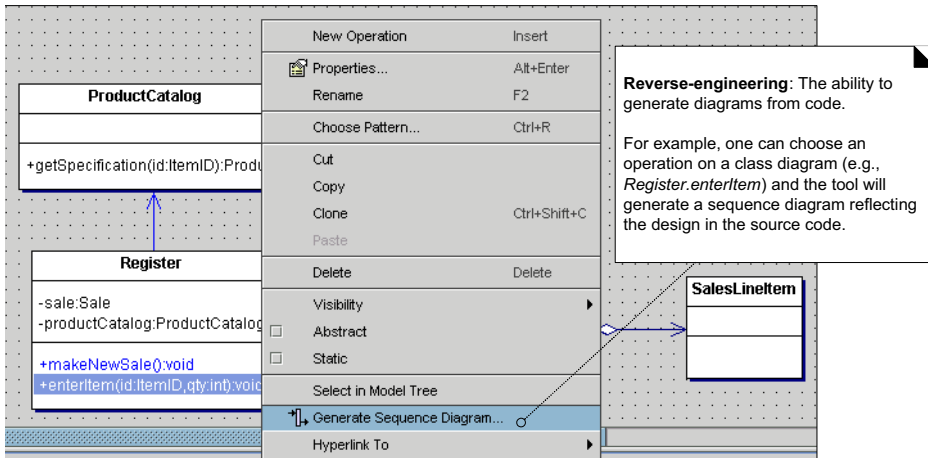 ProductCatalog
+getSpecification(id:ItemID):Produ
Register
-sale:Sale
-productCatalog:ProductCatalog
+makeNewSale():void
+enterItem(id:ItemID,qty:int):void
New Operation Insert
Properties... Alt+Enter
Rename F2
Choose Pattern... Ctrl+R
Cut
Copy
Clone Ctrl+Shift+C
Paste
Delete Delete
Visibility
Abstract
Static
Select in Model Tree
Generate Sequence Diagram...
Hyperlink To
Reverse-engineering: The ability to
generate diagrams from code.
For example, one can choose an
operation on a class diagram (e.g.,
Register.enterItem) and the tool will
generate a sequence diagram reflecting
the design in the source code.
SalesLineItem